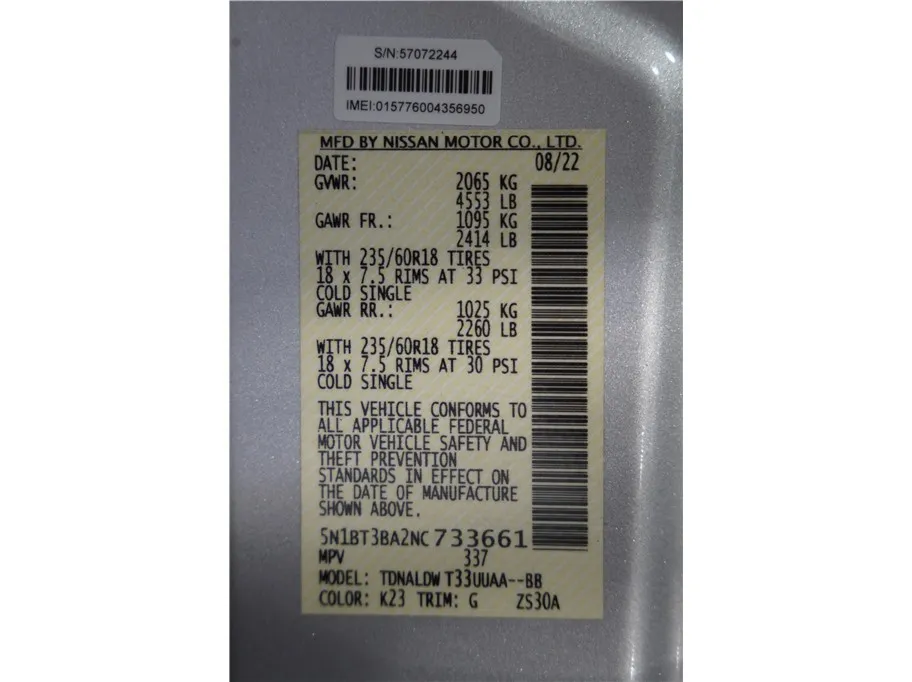 S/N:57072244
IMEI:015776004356950
MFD BY NISSAN MOTOR CO., LTD.
DATE: 08/22
GVWR: 2065 KG
4553 LB
GAWR FR.: 1095 KG
2414 LB
WITH 235/60R18 TIRES
18 x 7.5 RIMS AT 33 PSI
COLD SINGLE
GAWR RR.: 1025 KG
2260 LB
WITH 235/60R18 TIRES
18 x 7.5 RIMS AT 30 PSI
COLD SINGLE
THIS VEHICLE CONFORMS TO
ALL APPLICABLE FEDERAL
MOTOR VEHICLE SAFETY AND
THEFT PREVENTION
STANDARDS IN EFFECT ON
THE DATE OF MANUFACTURE
SHOWN ABOVE.
5N1BT3BA2NC733661
MPV 337
MODEL: TDNALDW T33UUAA--BB
COLOR: K23 TRIM: G ZS30A